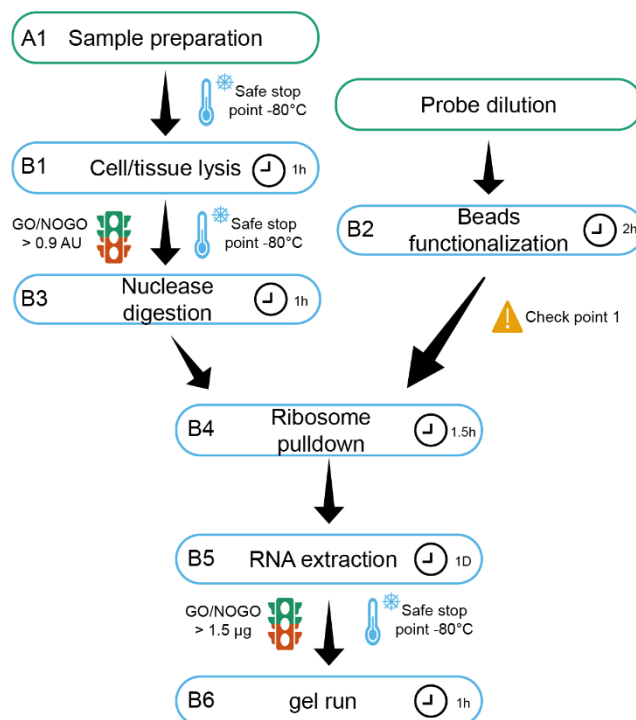 A1 Sample preparation
Safe stop
point -80°C
Probe dilution
B1 Cell/tissue lysis 1h
GO/NOGO
> 0.9 AU
Safe stop
point -80°C
B2 Beads
functionalization 2h
B3 Nuclease
digestion 1h
Check point 1
B4 Ribosome
pulldown 1.5h
B5 RNA extraction 1D
GO/NOGO
> 1.5 µg
Safe stop
point -80°C
B6 gel run 1h